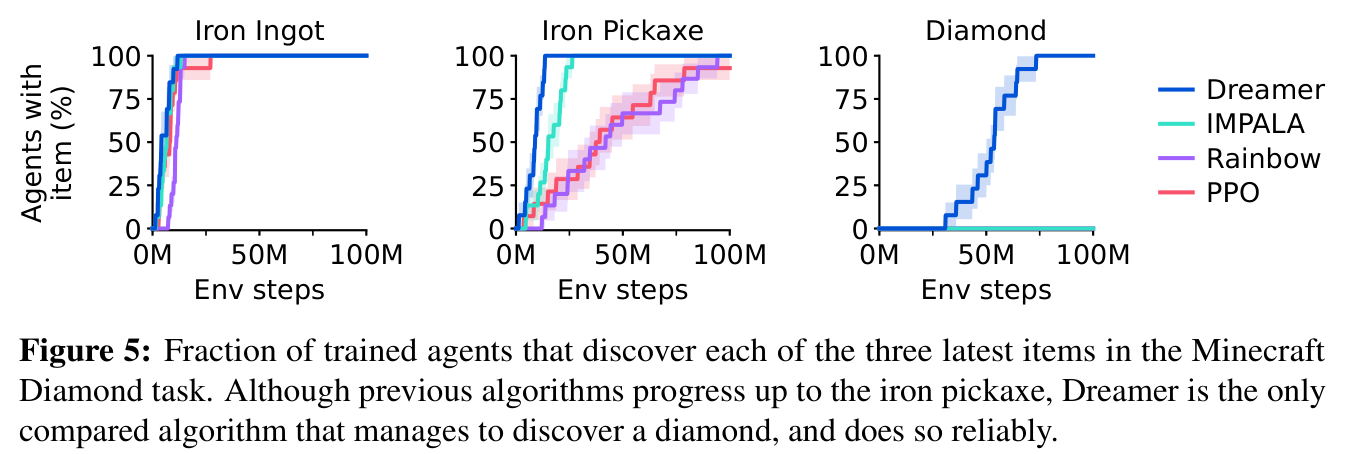 Iron Ingot
Iron Pickaxe
Diamond
Agents with
item (%)
100
75
50
25
0
0M 50M 100M
Env steps
100
75
50
25
0
0M 50M 100M
Env steps
100
75
50
25
0
0M 50M 100M
Env steps
Dreamer
IMPALA
Rainbow
PPO
Figure 5: Fraction of trained agents that discover each of the three latest items in the Minecraft
Diamond task. Although previous algorithms progress up to the iron pickaxe, Dreamer is the only
compared algorithm that manages to discover a diamond, and does so reliably.